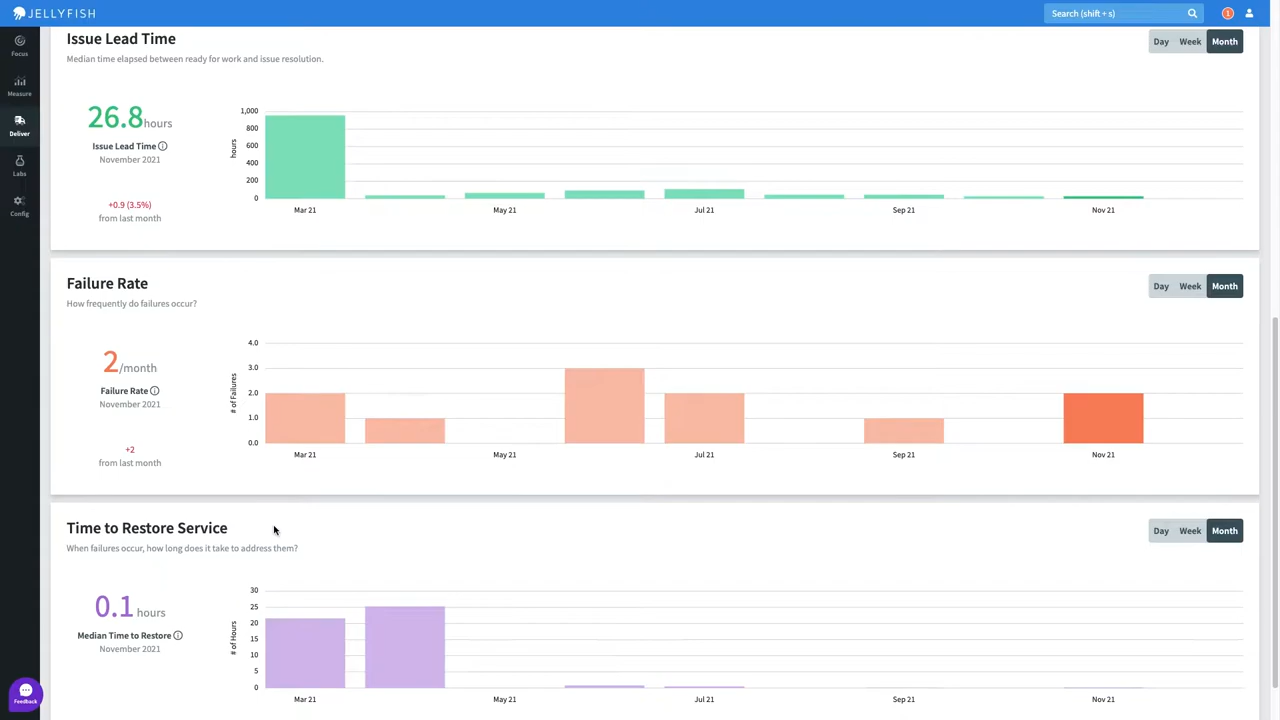 JELLYFISH
Search (shift + s)
1
Focus
Measure
Deliver
Labs
Config
Feedback
Issue Lead Time
Median time elapsed between ready for work and issue resolution.
Day Week Month
26.8 hours
Issue Lead Time
November 2021
+0.9 (3.5%)
from last month
hours
1,000
800
600
400
200
0
Mar 21 May 21 Jul 21 Sep 21 Nov 21
Failure Rate
How frequently do failures occur?
Day Week Month
2/month
Failure Rate
November 2021
+2
from last month
# of Failures
4.0
3.0
2.0
1.0
0.0
Mar 21 May 21 Jul 21 Sep 21 Nov 21
Time to Restore Service
When failures occur, how long does it take to address them?
Day Week Month
0.1 hours
Median Time to Restore
November 2021
# of Hours
30
25
20
15
10
5
0
Mar 21 May 21 Jul 21 Sep 21 Nov 21